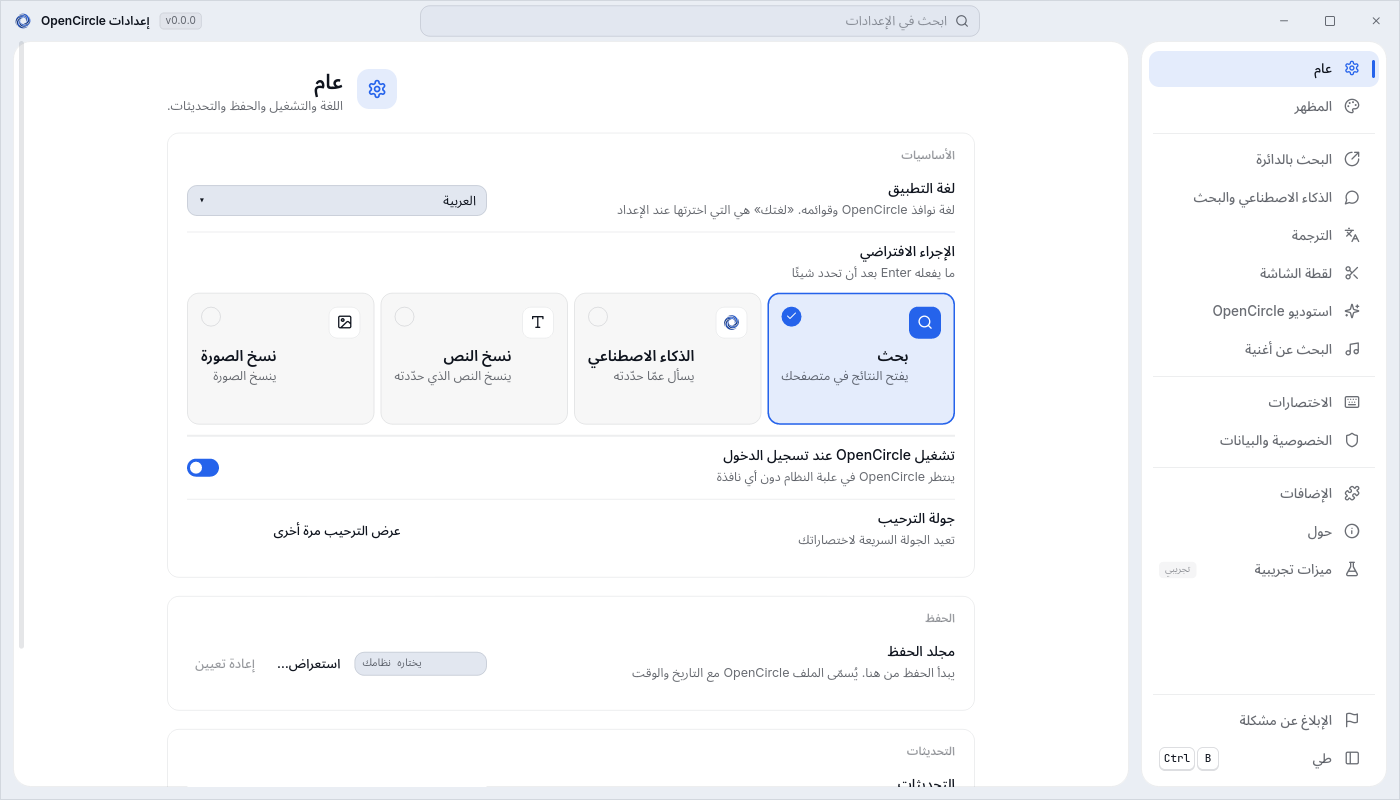 إعدادات OpenCircle
v0.0.0
ابحث في الإعدادات
عام
المظهر
البحث بالدائرة
الذكاء الاصطناعي والبحث
الترجمة
لقطة الشاشة
استوديو OpenCircle
البحث عن أغنية
الاختصارات
الخصوصية والبيانات
الإضافات
حول
ميزات تجريبية
تجريبي
الإبلاغ عن مشكلة
طي
Ctrl B
عام
اللغة والتشغيل والحفظ والتحديثات.
الأساسيات
لغة التطبيق
لغة نوافذ OpenCircle وقوائمه. «لغتك» هي التي اخترتها عند الإعداد
العربية
الإجراء الافتراضي
ما يفعله Enter بعد أن تحدد شيئًا
بحث
يفتح النتائج في متصفحك
الذكاء الاصطناعي
يسأل عمّا حدّدته
نسخ النص
ينسخ النص الذي حدّدته
نسخ الصورة
ينسخ الصورة
تشغيل OpenCircle عند تسجيل الدخول
ينتظر OpenCircle في علبة النظام دون أي نافذة
جولة الترحيب
تعيد الجولة السريعة لاختصاراتك
عرض الترحيب مرة أخرى
الحفظ
مجلد الحفظ
يبدأ الحفظ من هنا. يُسمّى الملف OpenCircle مع التاريخ والوقت
يختاره نظامك
استعراض...
إعادة تعيين
التحديثات
التحديثات